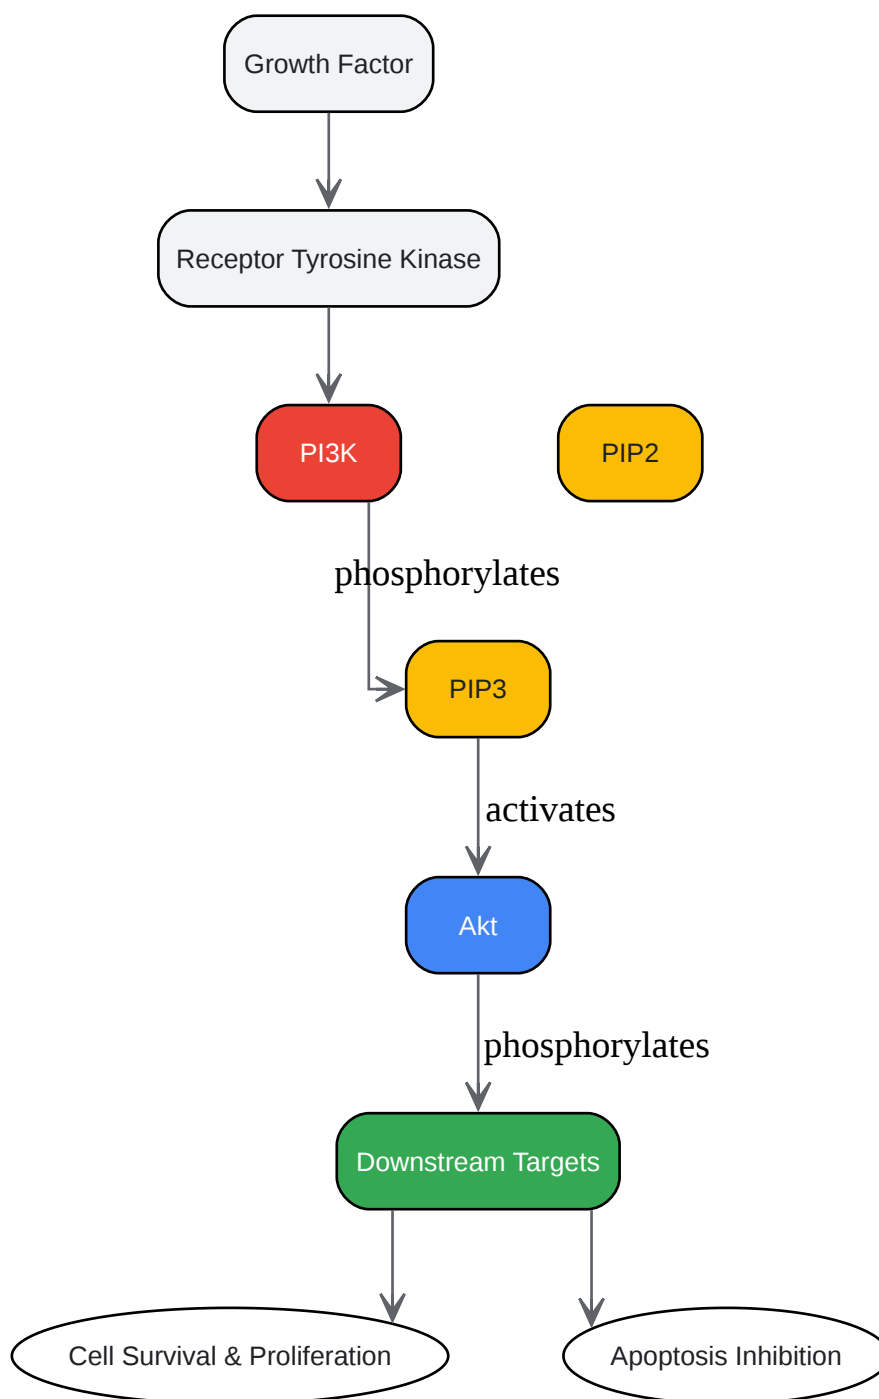 Growth Factor
Receptor Tyrosine Kinase
PI3K
PIP2
phosphorylates
PIP3
activates
Akt
phosphorylates
Downstream Targets
Cell Survival & Proliferation
Apoptosis Inhibition